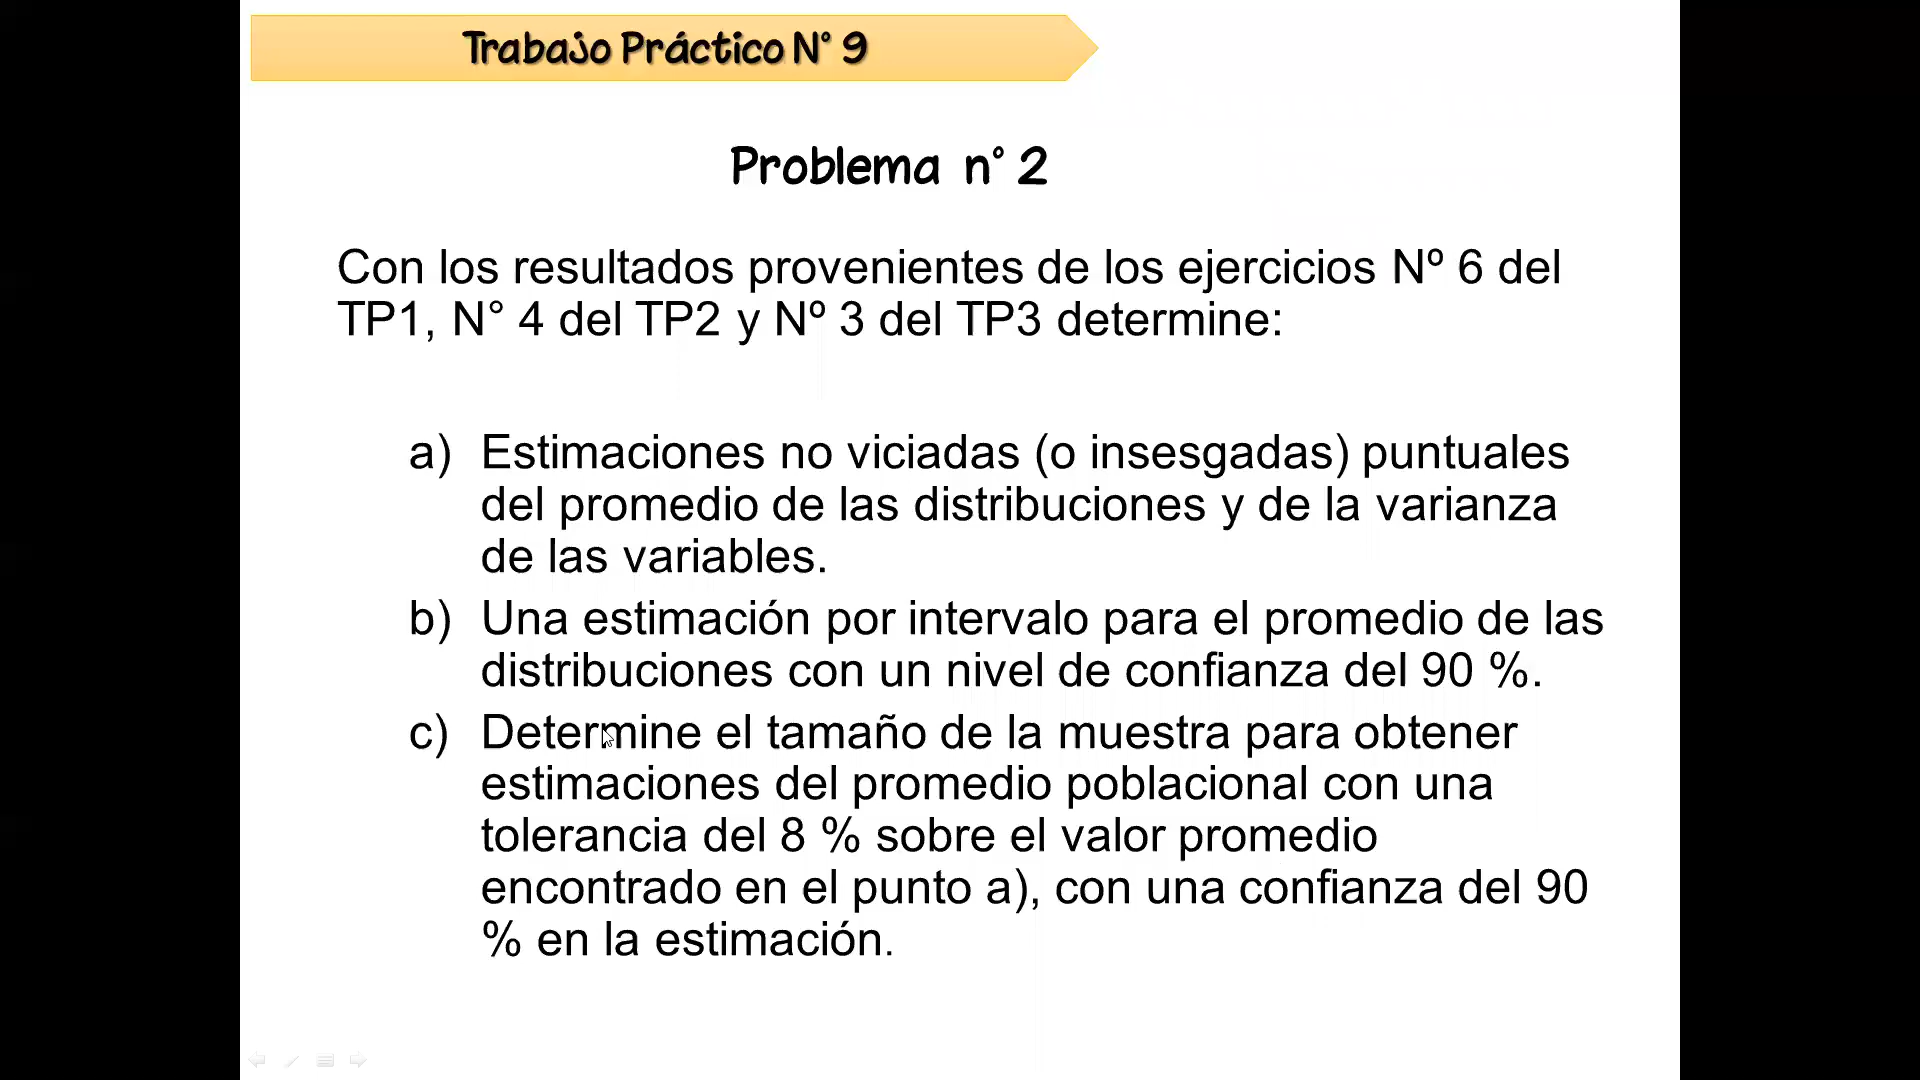 Trabajo Práctico N° 9
Problema n° 2
Con los resultados provenientes de los ejercicios Nº 6 del
TP1, N° 4 del TP2 y Nº 3 del TP3 determine:
a) Estimaciones no viciadas (o insesgadas) puntuales
del promedio de las distribuciones y de la varianza
de las variables.
b) Una estimación por intervalo para el promedio de las
distribuciones con un nivel de confianza del 90 %.
c) Determine el tamaño de la muestra para obtener
estimaciones del promedio poblacional con una
tolerancia del 8 % sobre el valor promedio
encontrado en el punto a), con una confianza del 90
% en la estimación.